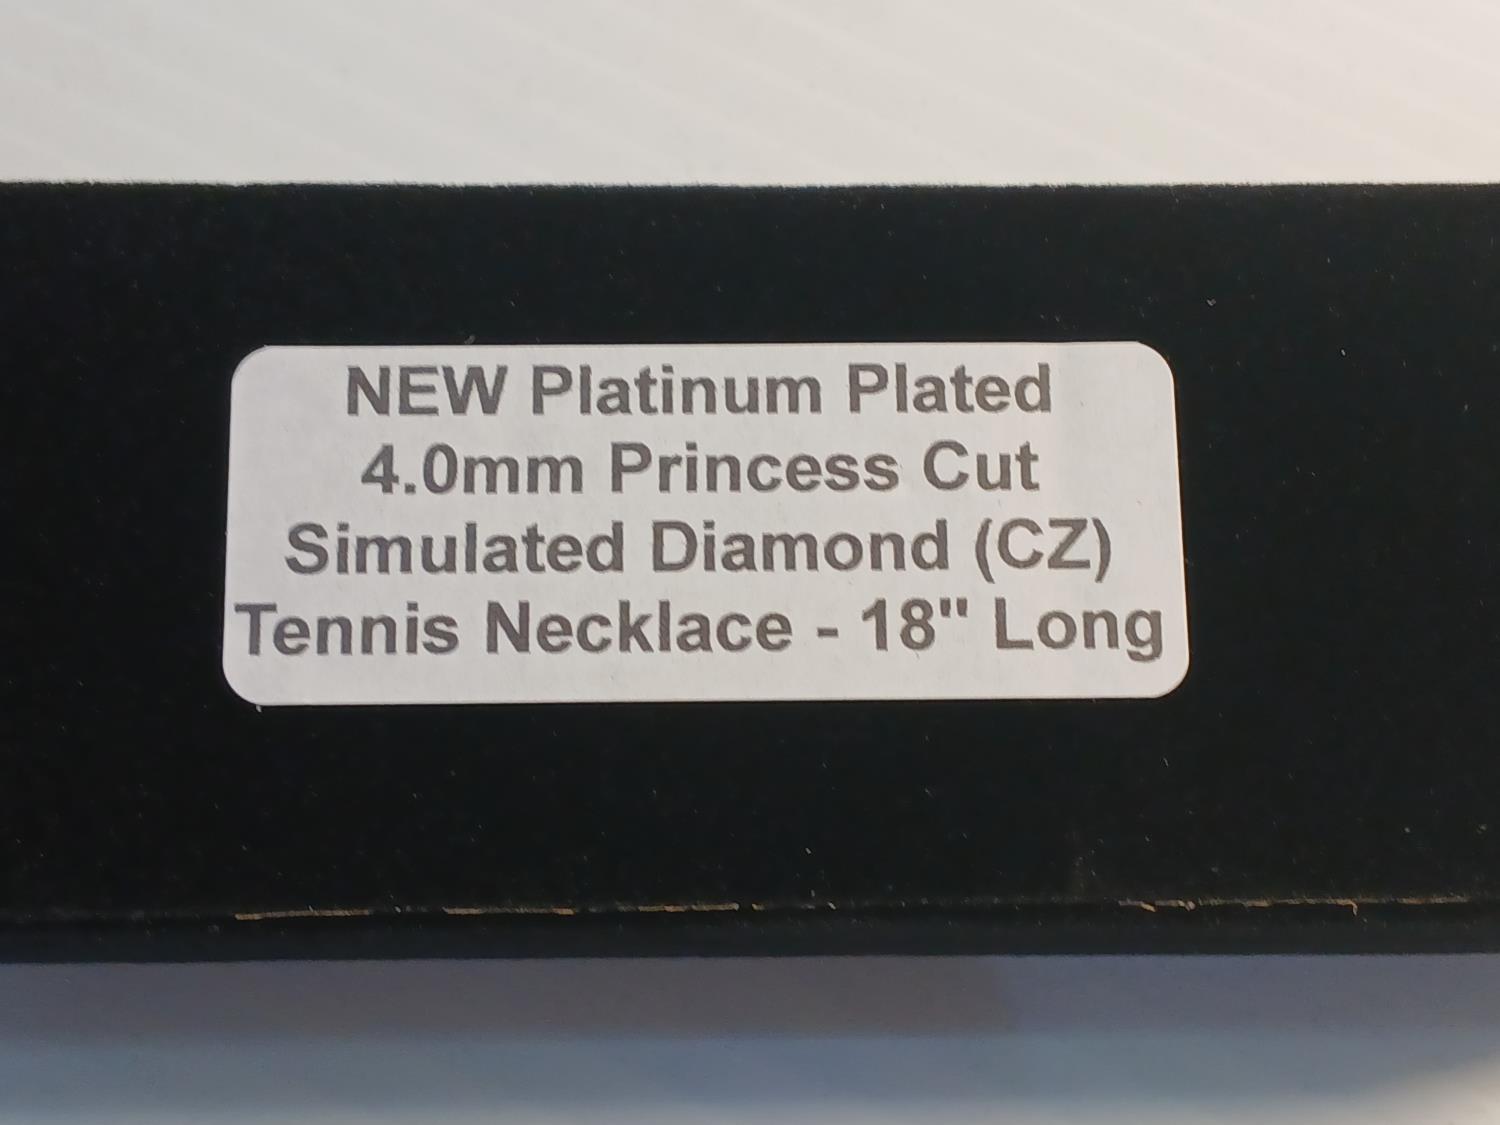 NEW Platinum Plated
4.0mm Princess Cut
Simulated Diamond (CZ)
Tennis Necklace - 18" Long